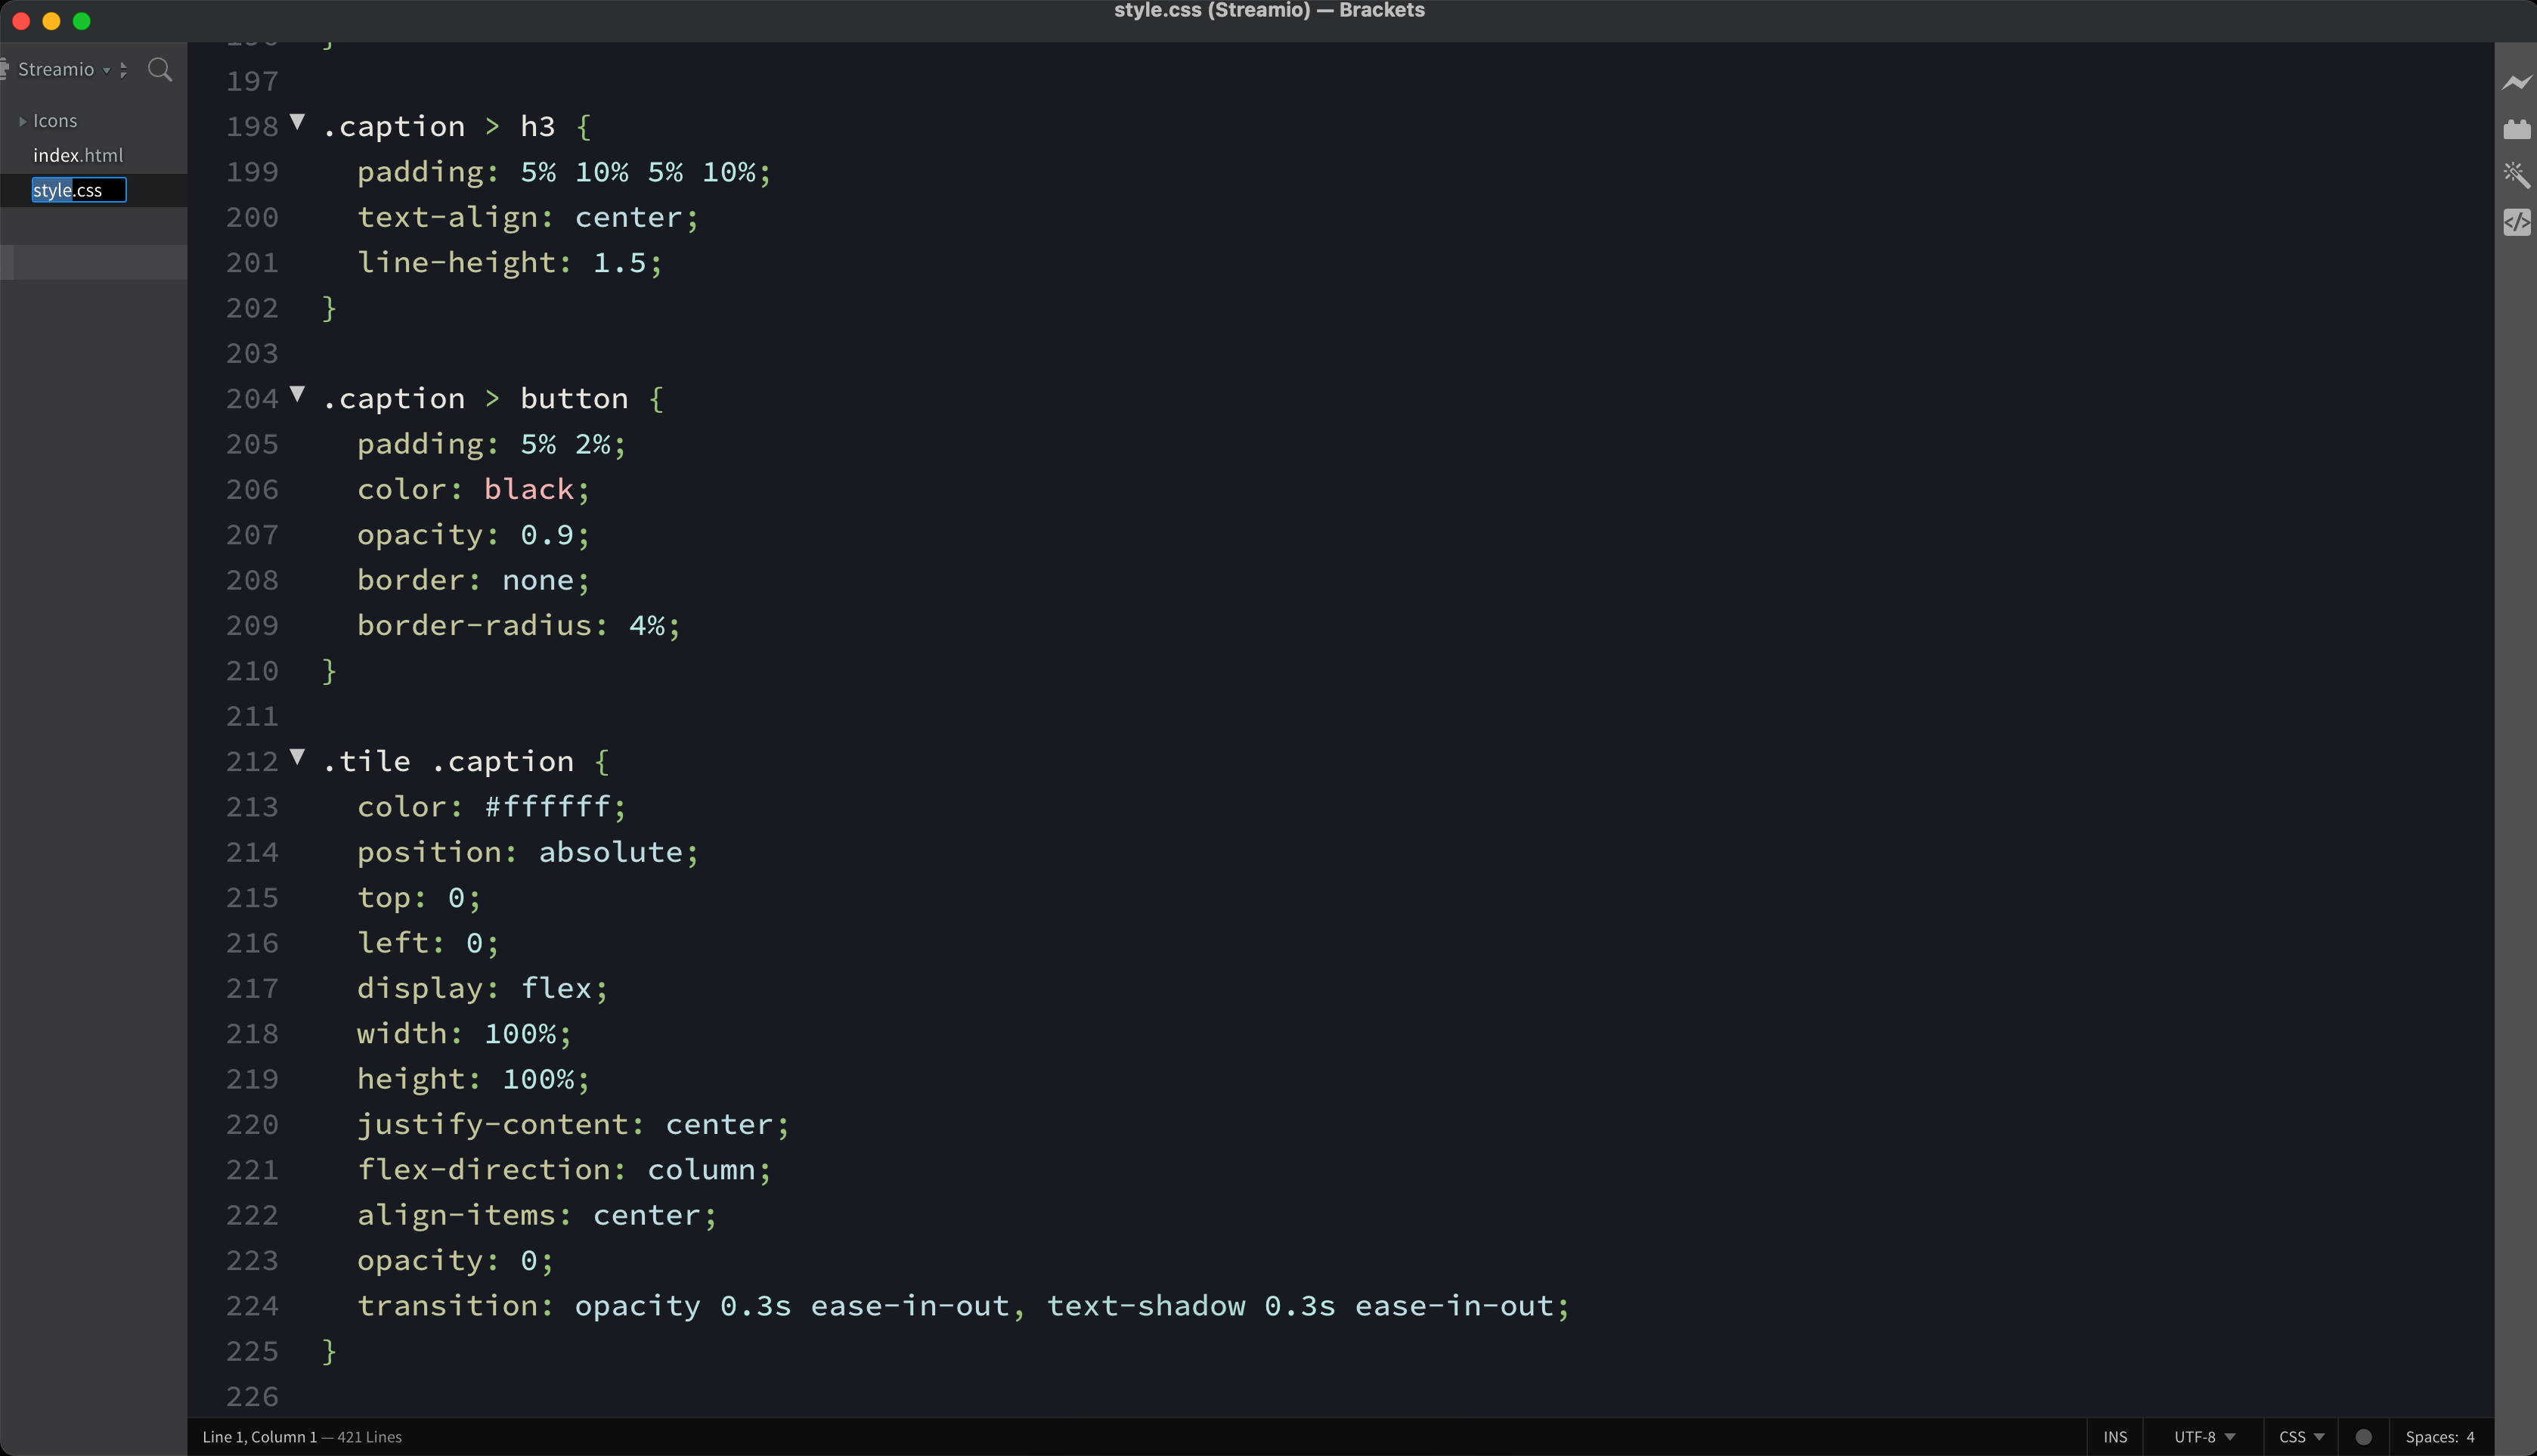 style.css (Streamio) — Brackets
Streamio
Icons
index.html
style.css
197
198 .caption > h3 {
199 padding: 5% 10% 5% 10%;
200 text-align: center;
201 line-height: 1.5;
202 }
203
204 .caption > button {
205 padding: 5% 2%;
206 color: black;
207 opacity: 0.9;
208 border: none;
209 border-radius: 4%;
210 }
211
212 .tile .caption {
213 color: #ffffff;
214 position: absolute;
215 top: 0;
216 left: 0;
217 display: flex;
218 width: 100%;
219 height: 100%;
220 justify-content: center;
221 flex-direction: column;
222 align-items: center;
223 opacity: 0;
224 transition: opacity 0.3s ease-in-out, text-shadow 0.3s ease-in-out;
225 }
226
Line 1, Column 1 — 421 Lines
INS
UTF-8
CSS
Spaces: 4